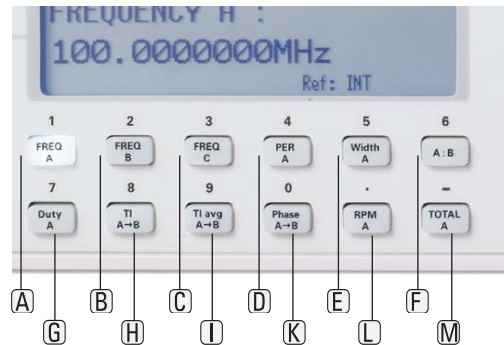 FREQUENCY A :
100.0000000MHz
Ref: INT
1 2 3 4 5 6
FREQ A FREQ B FREQ C PER A Width A A:B
7 8 9 0 . –
Duty A TI A→B TI avg A→B Phase A→B RPM A TOTAL A
A B C D E F
G H I K L M